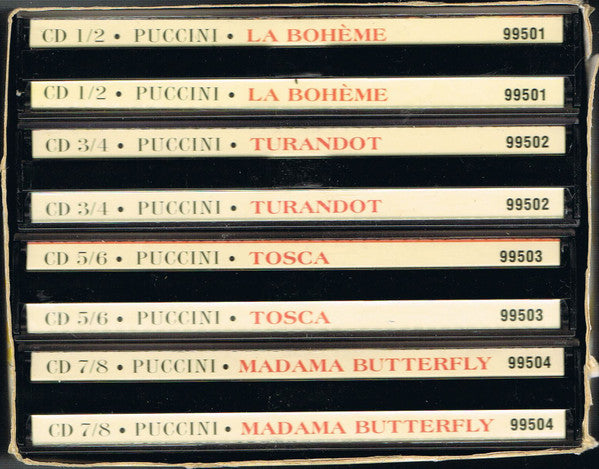 CD 1/2 • PUCCINI • LA BOHÈME 99501
CD 1/2 • PUCCINI • LA BOHÈME 99501
CD 3/4 • PUCCINI • TURANDOT 99502
CD 3/4 • PUCCINI • TURANDOT 99502
CD 5/6 • PUCCINI • TOSCA 99503
CD 5/6 • PUCCINI • TOSCA 99503
CD 7/8 • PUCCINI • MADAMA BUTTERFLY 99504
CD 7/8 • PUCCINI • MADAMA BUTTERFLY 99504